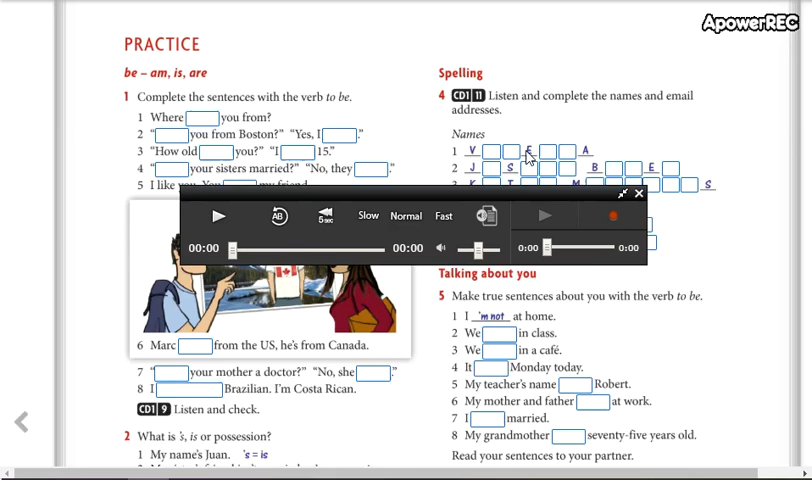 ApowerREC
PRACTICE
be – am, is, are
1 Complete the sentences with the verb to be.
1 Where you from?
2 “ you from Boston?” “Yes, I .”
3 “How old you?” “I 15.”
4 “ your sisters married?” “No, they .”
5 I like you. You my friend.
AB
5 sec
Slow Normal Fast
00:00 00:00 0:00 0:00
6 Marc from the US, he’s from Canada.
7 “ your mother a doctor?” “No, she .”
8 I Brazilian. I’m Costa Rican.
CD1 9 Listen and check.
2 What is ’s, is or possession?
1 My name’s Juan. ’s = is
Spelling
4 CD1 11 Listen and complete the names and email
addresses.
Names
1 V E A
2 J S B E
3 K T M S
Talking about you
5 Make true sentences about you with the verb to be.
1 I ’m not at home.
2 We in class.
3 We in a café.
4 It Monday today.
5 My teacher’s name Robert.
6 My mother and father at work.
7 I married.
8 My grandmother seventy-five years old.
Read your sentences to your partner.